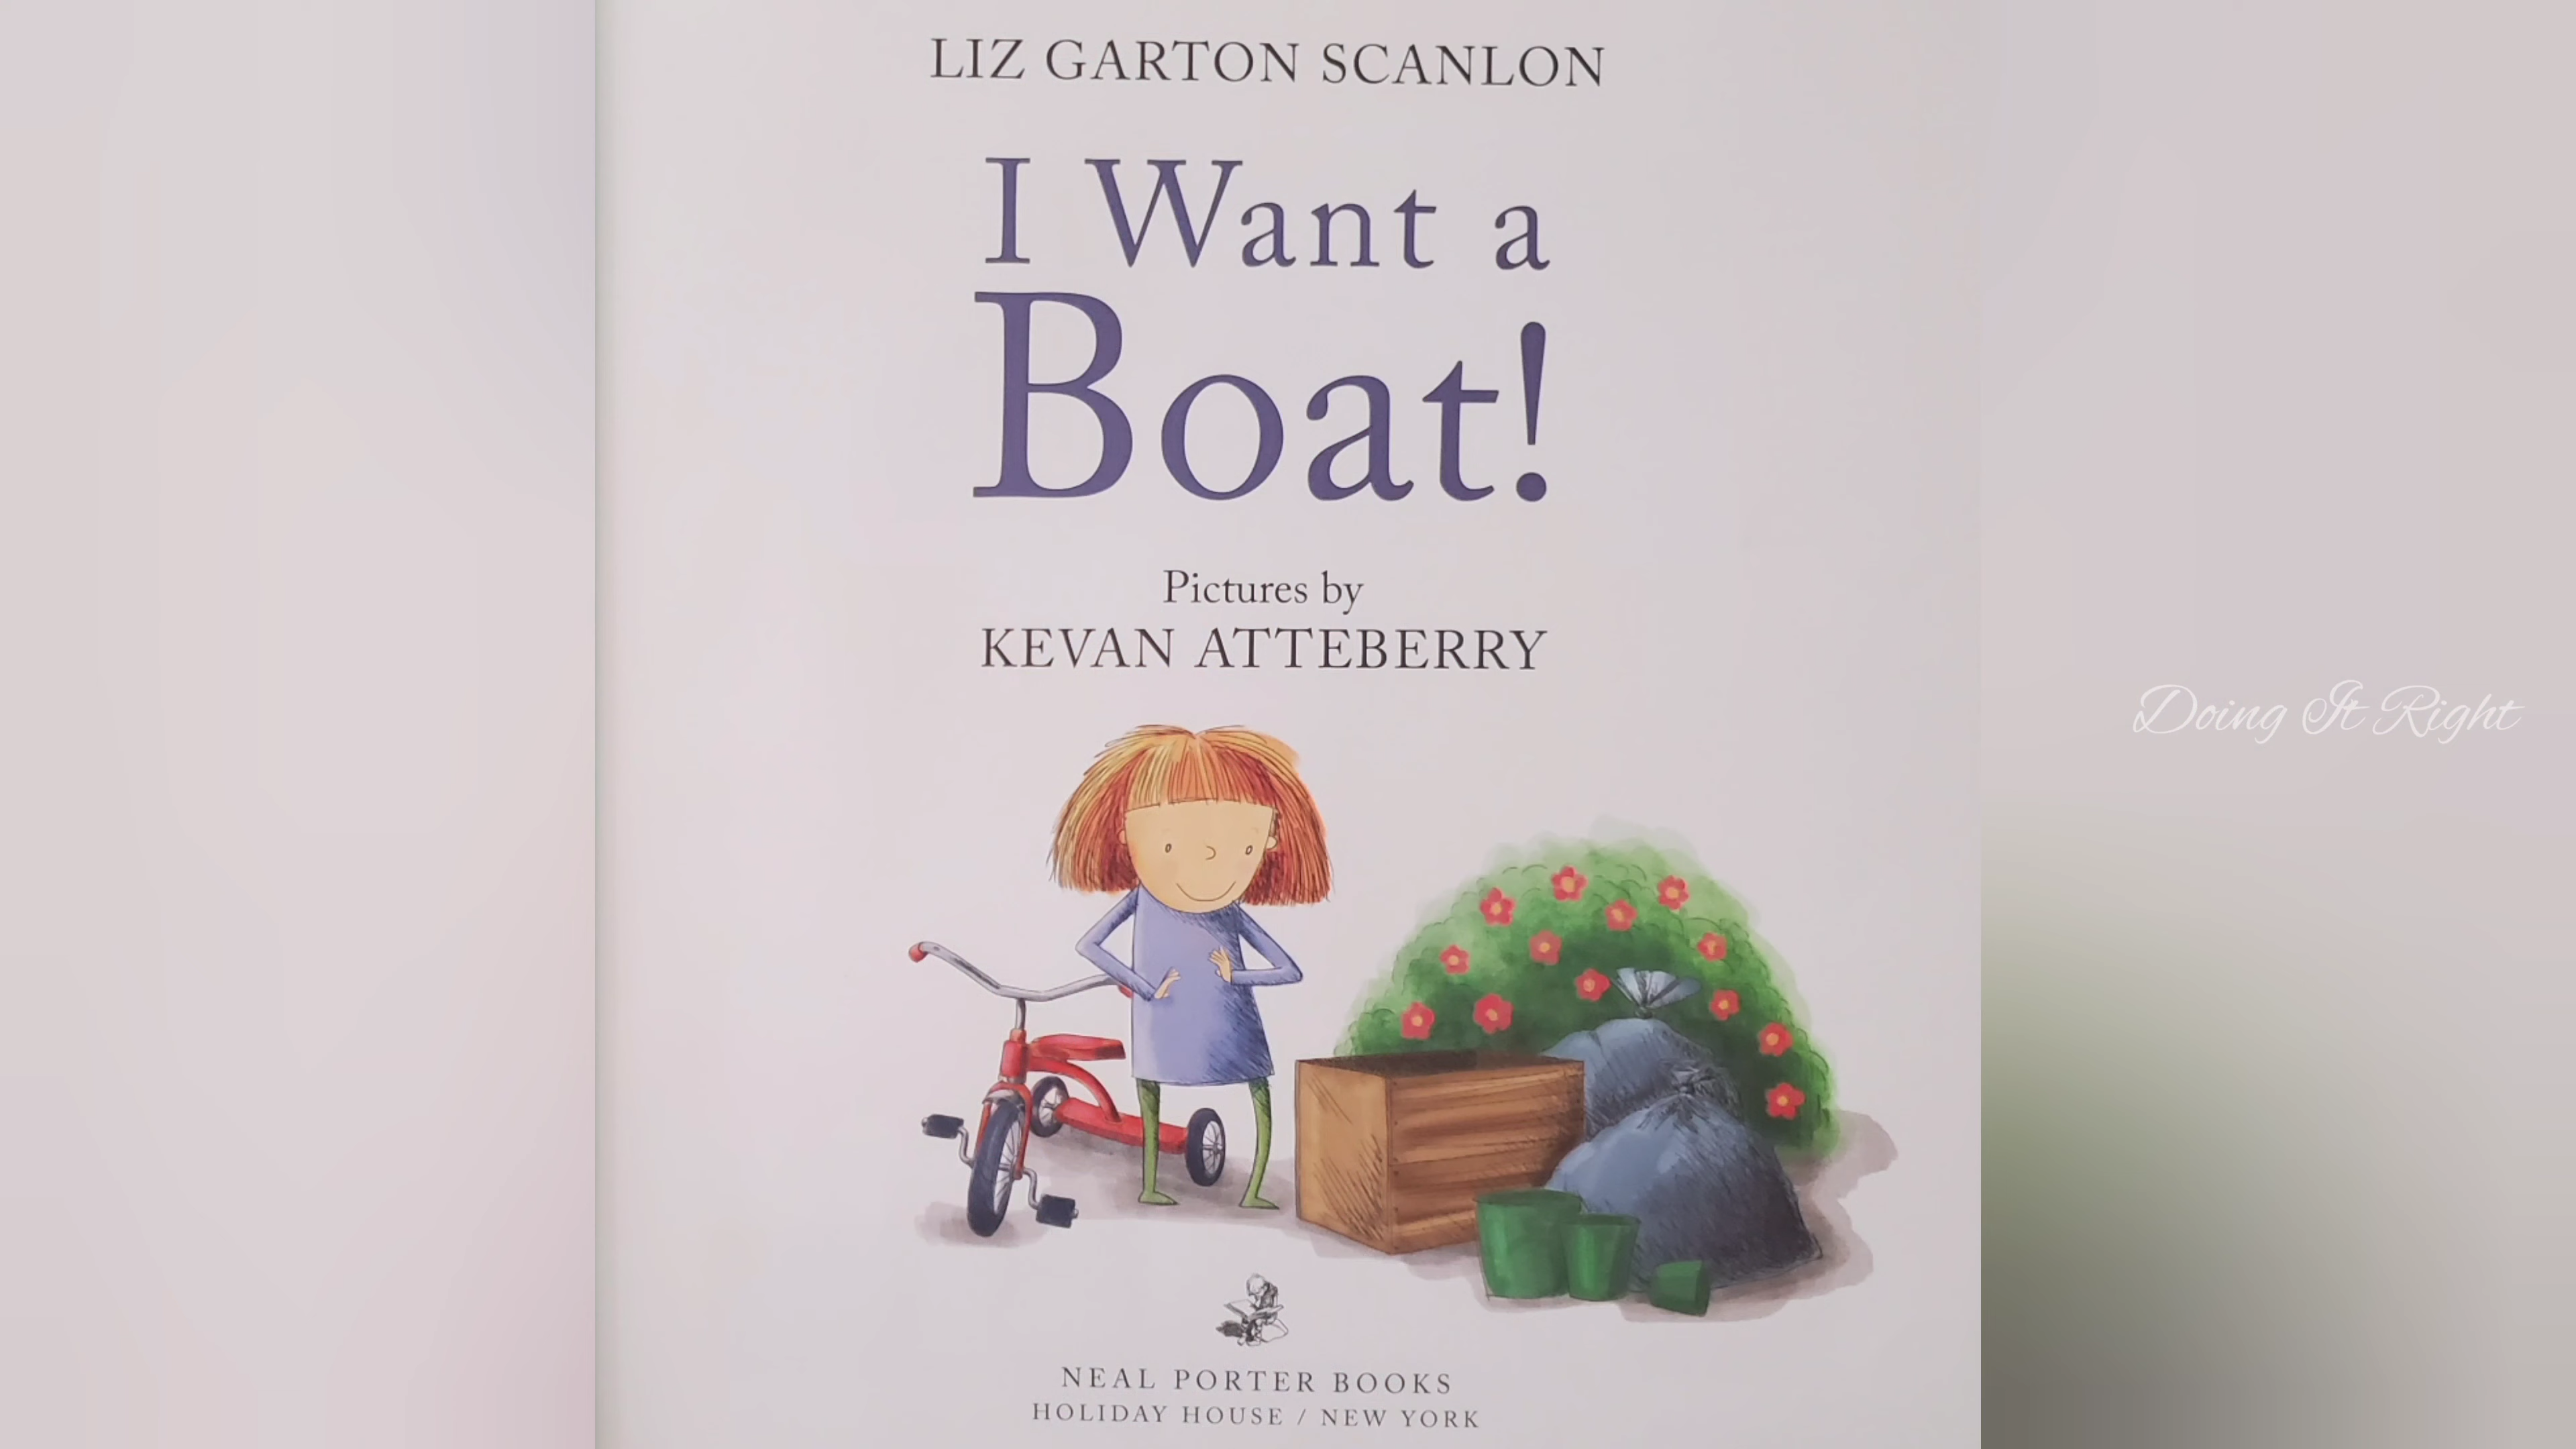 LIZ GARTON SCANLON
I Want a
Boat!
Pictures by
KEVAN ATTEBERRY
Doing It Right
NEAL PORTER BOOKS
HOLIDAY HOUSE / NEW YORK